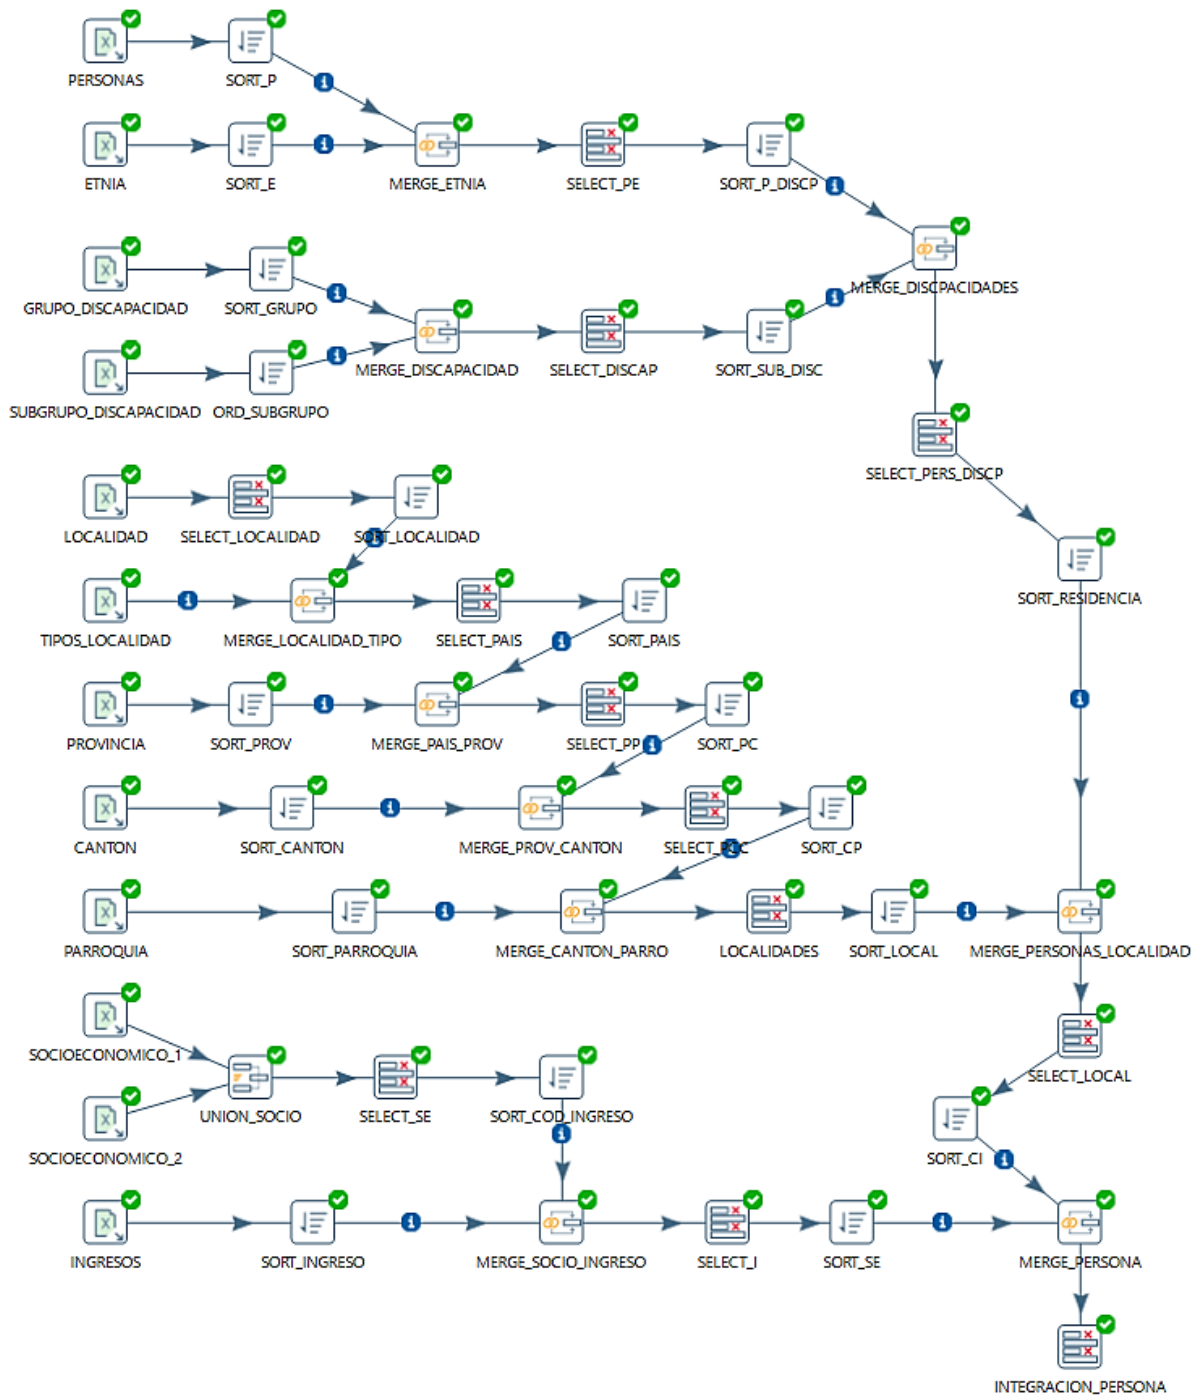 PERSONAS
SORT_P
ETNIA
SORT_E
MERGE_ETNIA
SELECT_PE
SORT_P_DISCP
MERGE_DISCPACIDADES
GRUPO_DISCAPACIDAD
SORT_GRUPO
MERGE_DISCAPACIDAD
SELECT_DISCAP
SORT_SUB_DISC
SUBGRUPO_DISCAPACIDAD
ORD_SUBGRUPO
SELECT_PERS_DISCP
LOCALIDAD
SELECT_LOCALIDAD
SORT_LOCALIDAD
SORT_RESIDENCIA
TIPOS_LOCALIDAD
MERGE_LOCALIDAD_TIPO
SELECT_PAIS
SORT_PAIS
PROVINCIA
SORT_PROV
MERGE_PAIS_PROV
SELECT_PP
SORT_PC
CANTON
SORT_CANTON
MERGE_PROV_CANTON
SORT_CP
PARROQUIA
SORT_PARROQUIA
MERGE_CANTON_PARRO
LOCALIDADES
SORT_LOCAL
MERGE_PERSONAS_LOCALIDAD
SOCIOECONOMICO_1
SELECT_LOCAL
UNION_SOCIO
SELECT_SE
SORT_COD_INGRESO
SOCIOECONOMICO_2
SORT_CI
INGRESOS
SORT_INGRESO
MERGE_SOCIO_INGRESO
SELECT_I
SORT_SE
MERGE_PERSONA
INTEGRACION_PERSONA